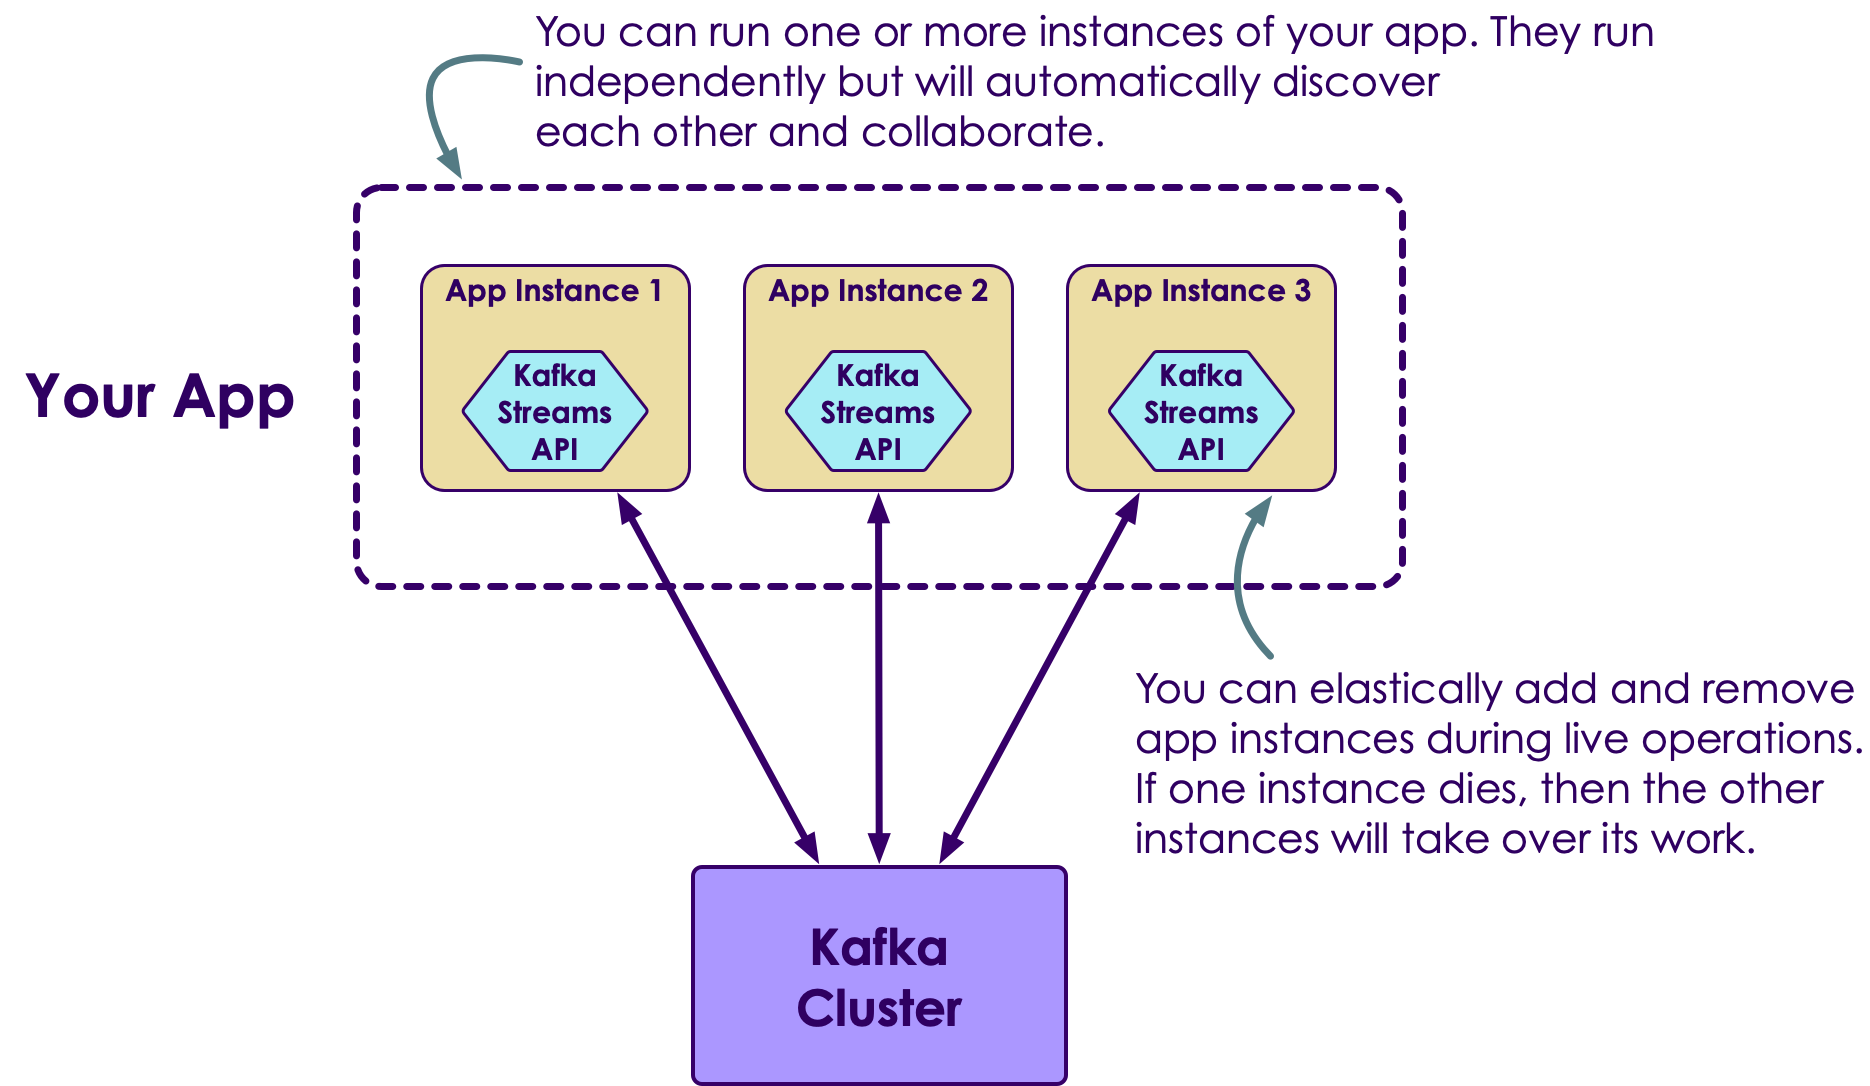 You can run one or more instances of your app. They run
independently but will automatically discover
each other and collaborate.
Your App
App Instance 1
Kafka
Streams
API
App Instance 2
Kafka
Streams
API
App Instance 3
Kafka
Streams
API
You can elastically add and remove
app instances during live operations.
If one instance dies, then the other
instances will take over its work.
Kafka
Cluster